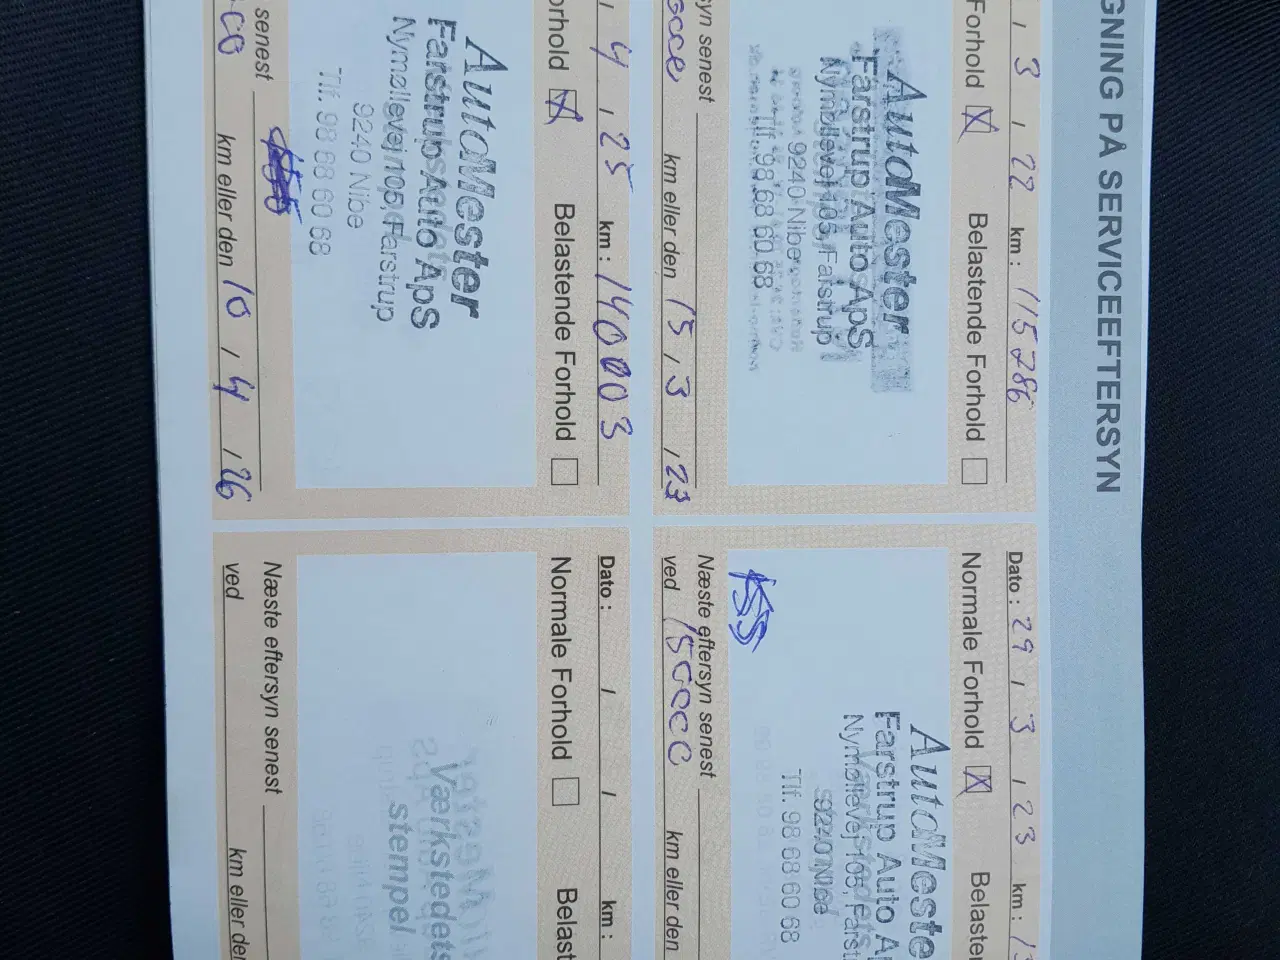 GNING PÅ SERVICEEFTERSYN
/ 3 / 22 km : 115286
Forhold X Belastende Forhold
AutoMester
Farstrup Auto ApS
Nymøllevej 105, Farstrup
9240 Nibe
Tlf. 98 68 60 68
syn senest
km eller den 15 / 3 / 23
Dato : 29 / 3 / 23 km :
Normale Forhold X Belasten
AutoMeste
Farstrup Auto A
Nymøllevej 105, Farst
9240 Nibe
Tlf. 98 68 60 68
Næste eftersyn senest
ved km eller den
/ 4 / 25 km : 140003
orhold X Belastende Forhold
AutoMester
Farstrup Auto ApS
Nymøllevej 105, Farstrup
9240 Nibe
Tlf. 98 68 60 68
senest
km eller den 10 / 4 / 26
Dato : / / km :
Normale Forhold Belast
Værkstedets
stempel
Næste eftersyn senest
ved km eller den